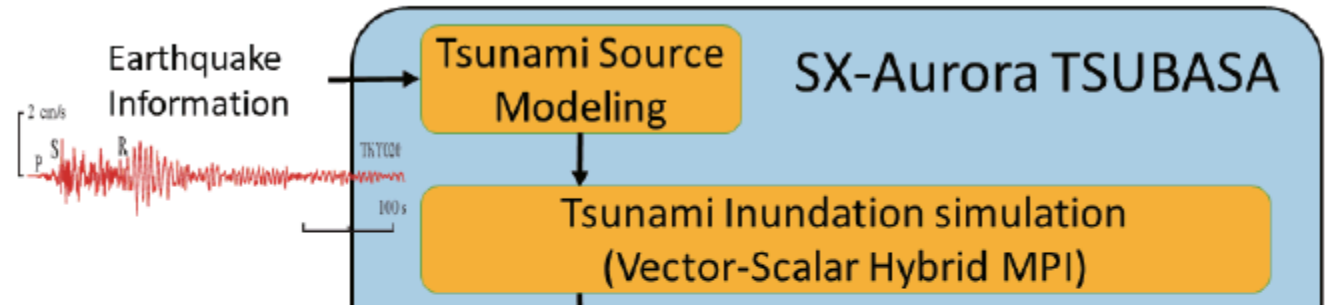 Earthquake
Information
2 cm/s
P
S
R
TKY020
100 s
Tsunami Source
Modeling
SX-Aurora TSUBASA
Tsunami Inundation simulation
(Vector-Scalar Hybrid MPI)